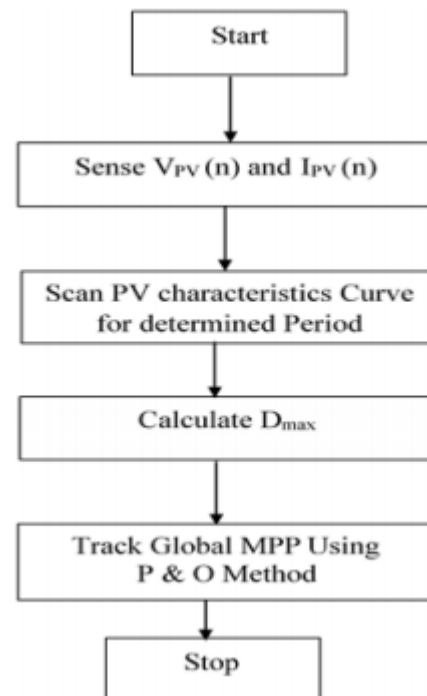 Start
Sense VPV (n) and IPV (n)
Scan PV characteristics Curve
for determined Period
Calculate Dmax
Track Global MPP Using
P & O Method
Stop